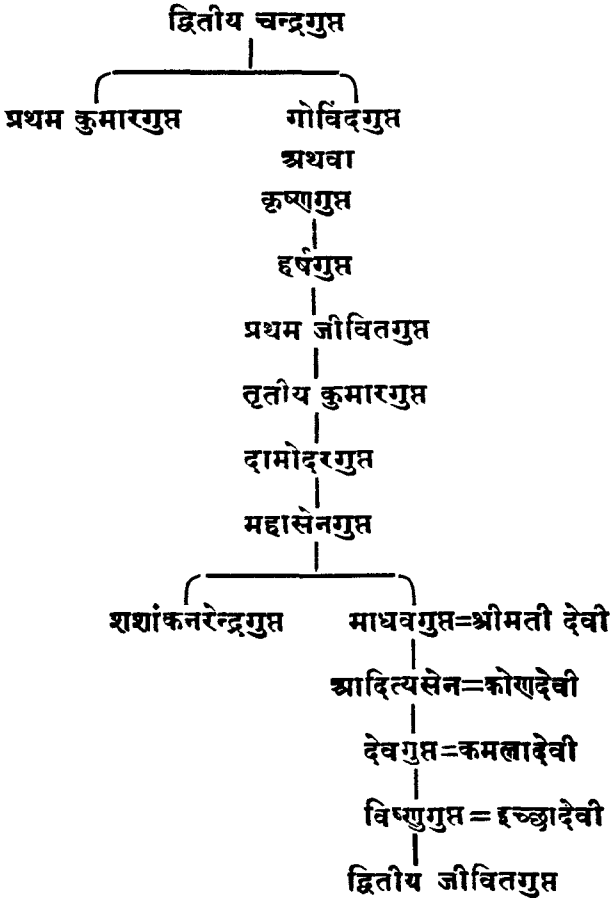 द्वितीय चन्द्रगुप्त
प्रथम कुमारगुप्त गोविंदगुप्त
अथवा
कृष्णगुप्त
हर्षगुप्त
प्रथम जीवितगुप्त
तृतीय कुमारगुप्त
दामोदरगुप्त
महासेनगुप्त
शशांकनरेन्द्रगुप्त माधवगुप्त=श्रीमती देवी
आदित्यसेन=कोणदेवी
देवगुप्त=कमलादेवी
विष्णुगुप्त=इच्छादेवी
द्वितीय जीवितगुप्त